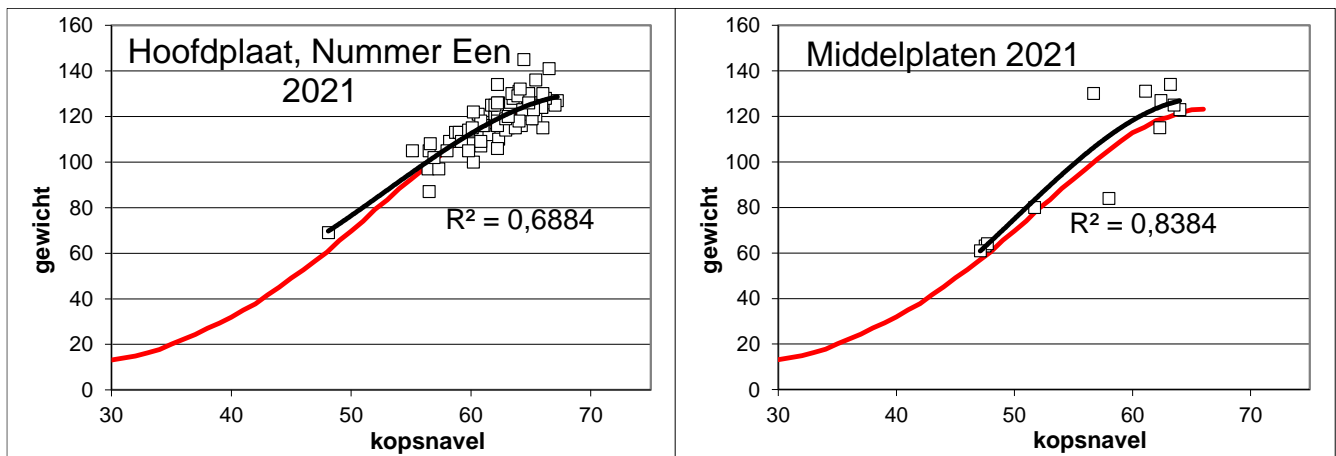 Hoofdplaat, Nummer Een
2021
160
140
120
100
80
60
40
20
0
gewicht
R² = 0,6884
30 40 50 60 70
kopsnavel
Middelplaten 2021
160
140
120
100
80
60
40
20
0
gewicht
R² = 0,8384
30 40 50 60 70
kopsnavel